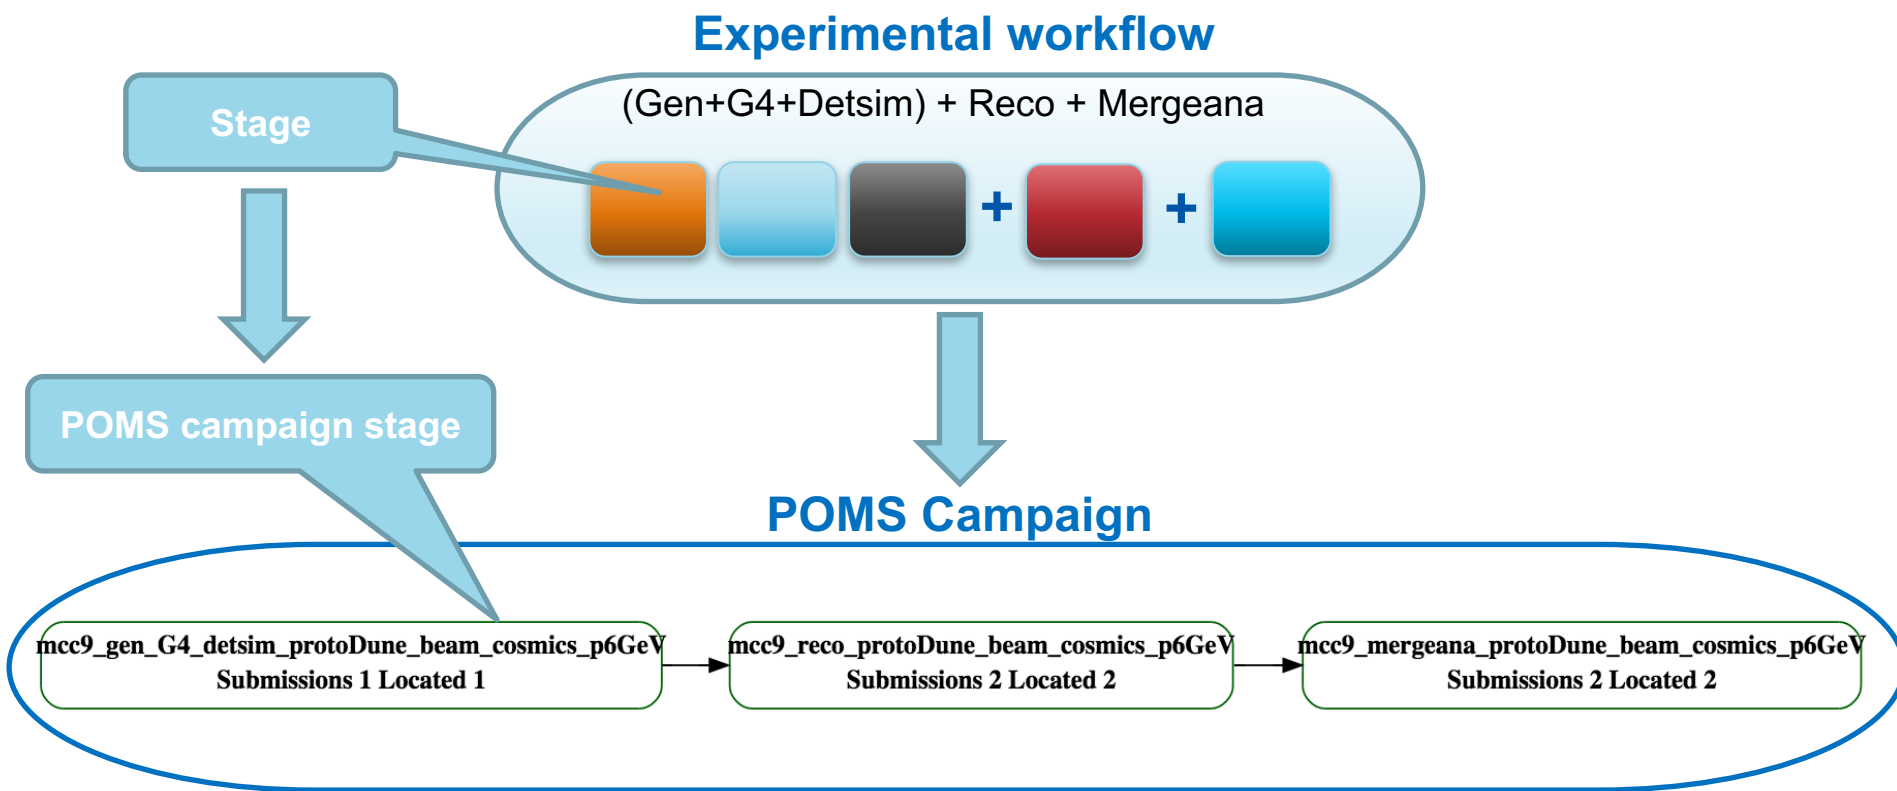 Experimental workflow
Stage
(Gen+G4+Detsim) + Reco + Mergeana
+ +
POMS campaign stage
POMS Campaign
mcc9_gen_G4_detsim_protoDune_beam_cosmics_p6GeV
Submissions 1 Located 1
mcc9_reco_protoDune_beam_cosmics_p6GeV
Submissions 2 Located 2
mcc9_mergeana_protoDune_beam_cosmics_p6GeV
Submissions 2 Located 2